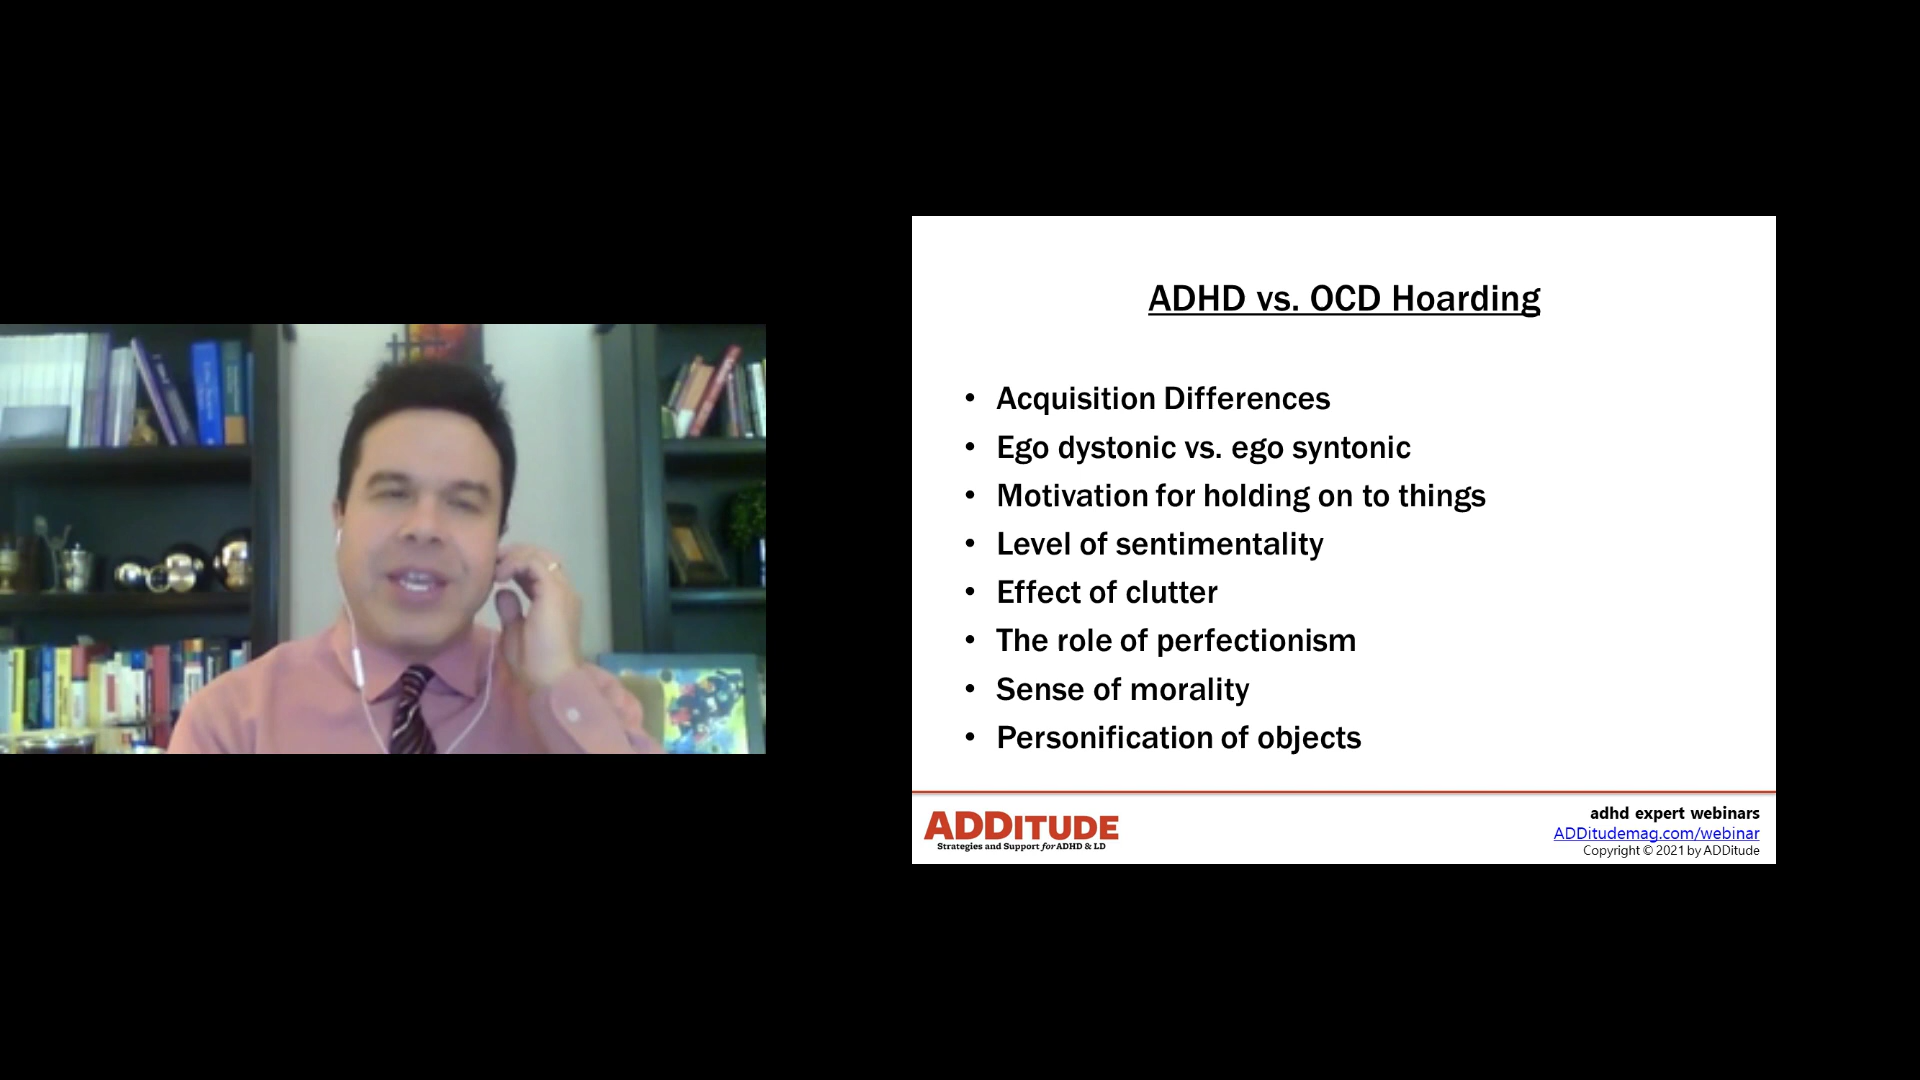 ADHD vs. OCD Hoarding
• Acquisition Differences
• Ego dystonic vs. ego syntonic
• Motivation for holding on to things
• Level of sentimentality
• Effect of clutter
• The role of perfectionism
• Sense of morality
• Personification of objects
ADDITUDE
Strategies and Support for ADHD & LD
adhd expert webinars
ADDitudemag.com/webinar
Copyright © 2021 by ADDitude